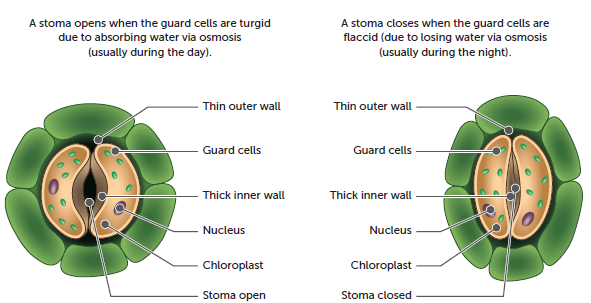 A stoma opens when the guard cells are turgid
due to absorbing water via osmosis
(usually during the day).
Thin outer wall
Guard cells
Thick inner wall
Nucleus
Chloroplast
Stoma open
A stoma closes when the guard cells are
flaccid (due to losing water via osmosis
(usually during the night).
Thin outer wall
Guard cells
Thick inner wall
Nucleus
Chloroplast
Stoma closed